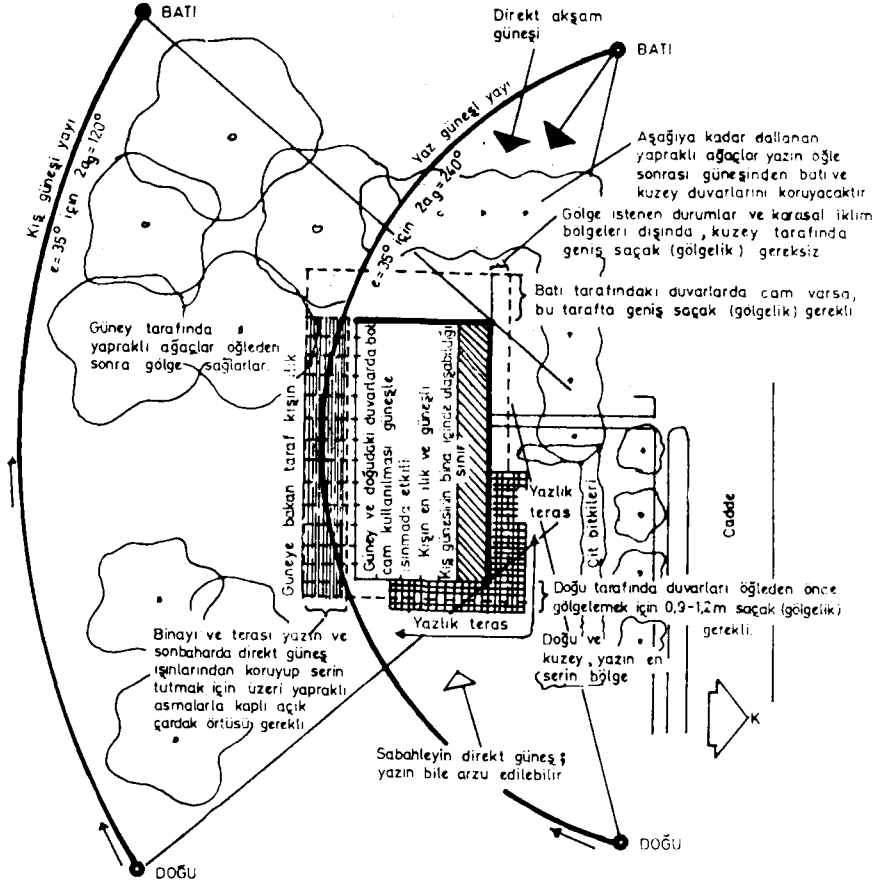 BATI
Direkt akşam
güneşi
BATI
Kış güneşi yayı
e=35° için 2ag=120°
Yaz güneşi yayı
e=35° için 2ag=240°
Aşağıya kadar dallanan
yapraklı ağaçlar yazın öğle
sonrası güneşinden batı ve
kuzey duvarlarını koruyacaktır
Gölge istenen durumlar ve karasal iklim
bölgeleri dışında, kuzey tarafında
geniş saçak (gölgelik) gereksiz
Batı tarafındaki duvarlarda cam varsa,
bu tarafta geniş saçak (gölgelik) gerekli
Güney tarafında
yapraklı ağaçlar öğleden
sonra gölge sağlarlar.
Güneye bakan taraf kışın ılık
Güney ve doğudaki duvarlarda bol
cam kullanılması güneşle
ısınmada etkili
Kışın en ılık ve güneşli
Kış güneşinin bina içinde ulaşabildiği
sınır
Yazlık
teras
Çit bitkileri
Cadde
Yazlık teras
Doğu tarafında duvarları öğleden önce
gölgelemek için 0,9-1,2m saçak (gölgelik)
gerekli.
Doğu ve
kuzey, yazın en
serin bölge
Binayı ve terası yazın ve
sonbaharda direkt güneş
ışınlarından koruyup serin
tutmak için üzeri yapraklı
asmalarla kaplı açık
çardak örtüsü gerekli
K
Sabahleyin direkt güneş;
yazın bile arzu edilebilir
DOĞU
DOĞU